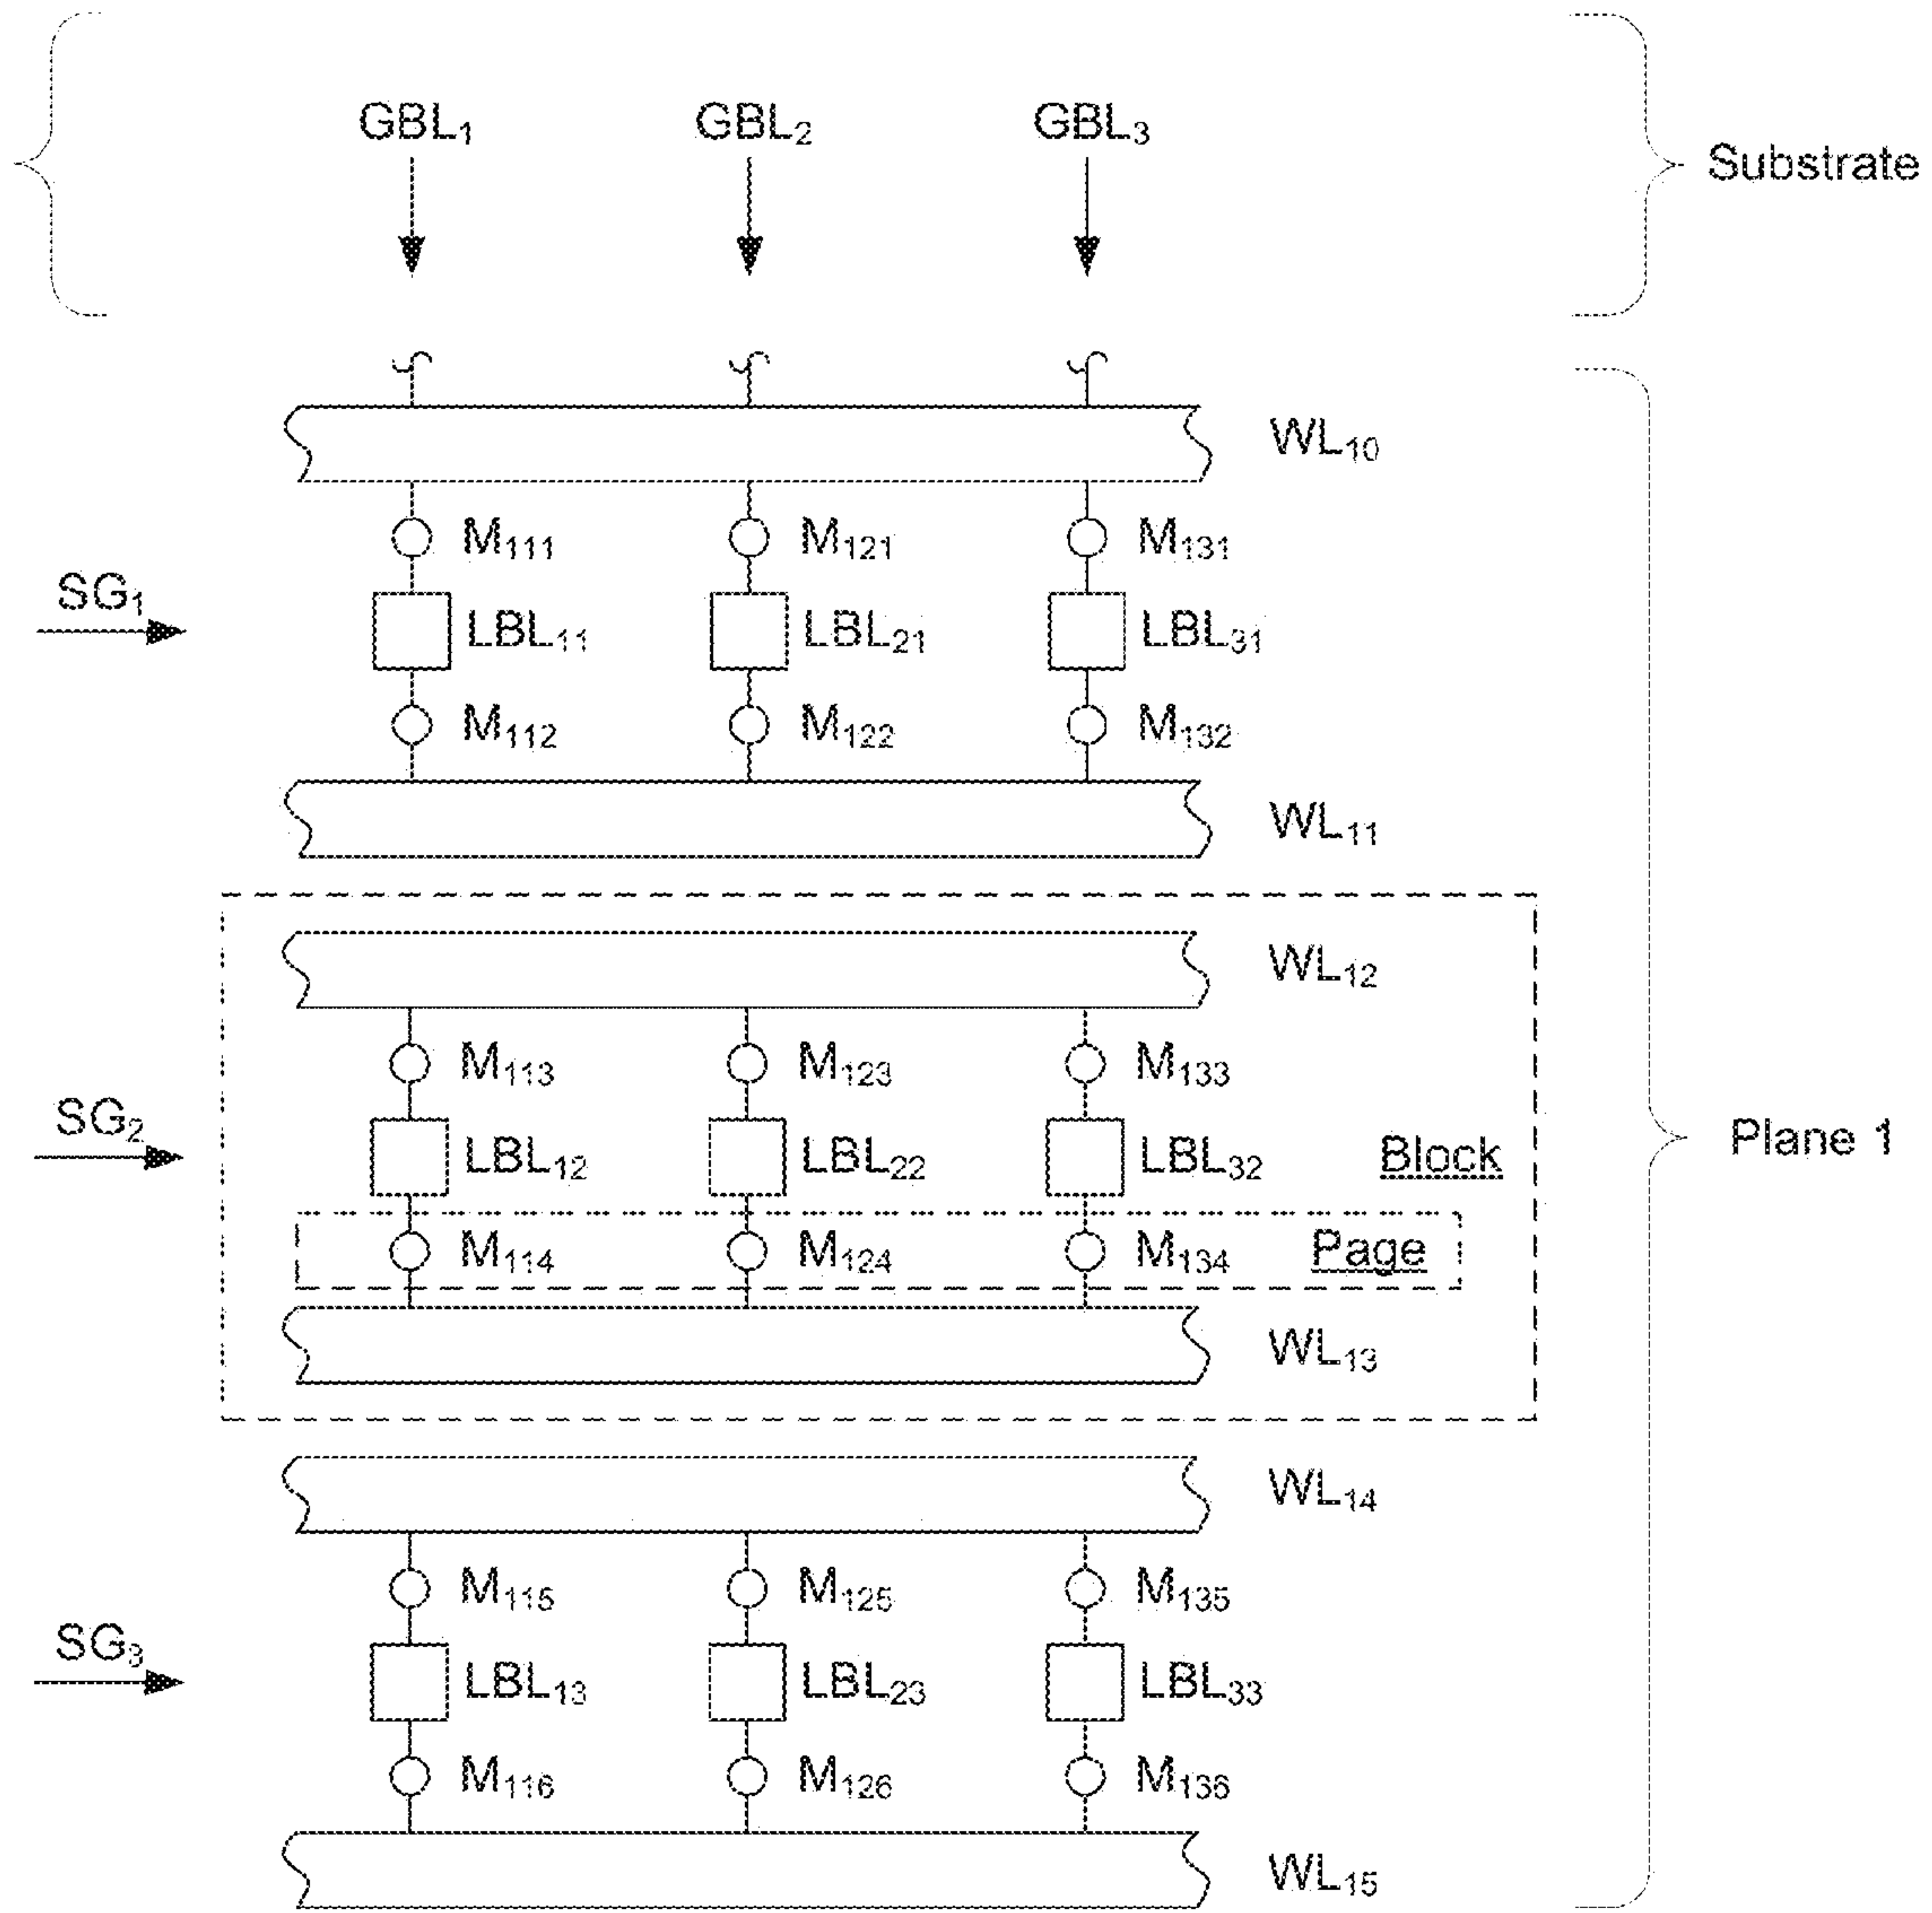 GBL₁ GBL₂ GBL₃
Substrate
WL₁₀
M₁₁₁ M₁₂₁ M₁₃₁
SG₁
LBL₁₁ LBL₂₁ LBL₃₁
M₁₁₂ M₁₂₂ M₁₃₂
WL₁₁
WL₁₂
M₁₁₃ M₁₂₃ M₁₃₃
SG₂
LBL₁₂ LBL₂₂ LBL₃₂ Block
Plane 1
M₁₁₄ M₁₂₄ M₁₃₄ Page
WL₁₃
WL₁₄
M₁₁₅ M₁₂₅ M₁₃₅
SG₃
LBL₁₃ LBL₂₃ LBL₃₃
M₁₁₆ M₁₂₆ M₁₃₆
WL₁₅